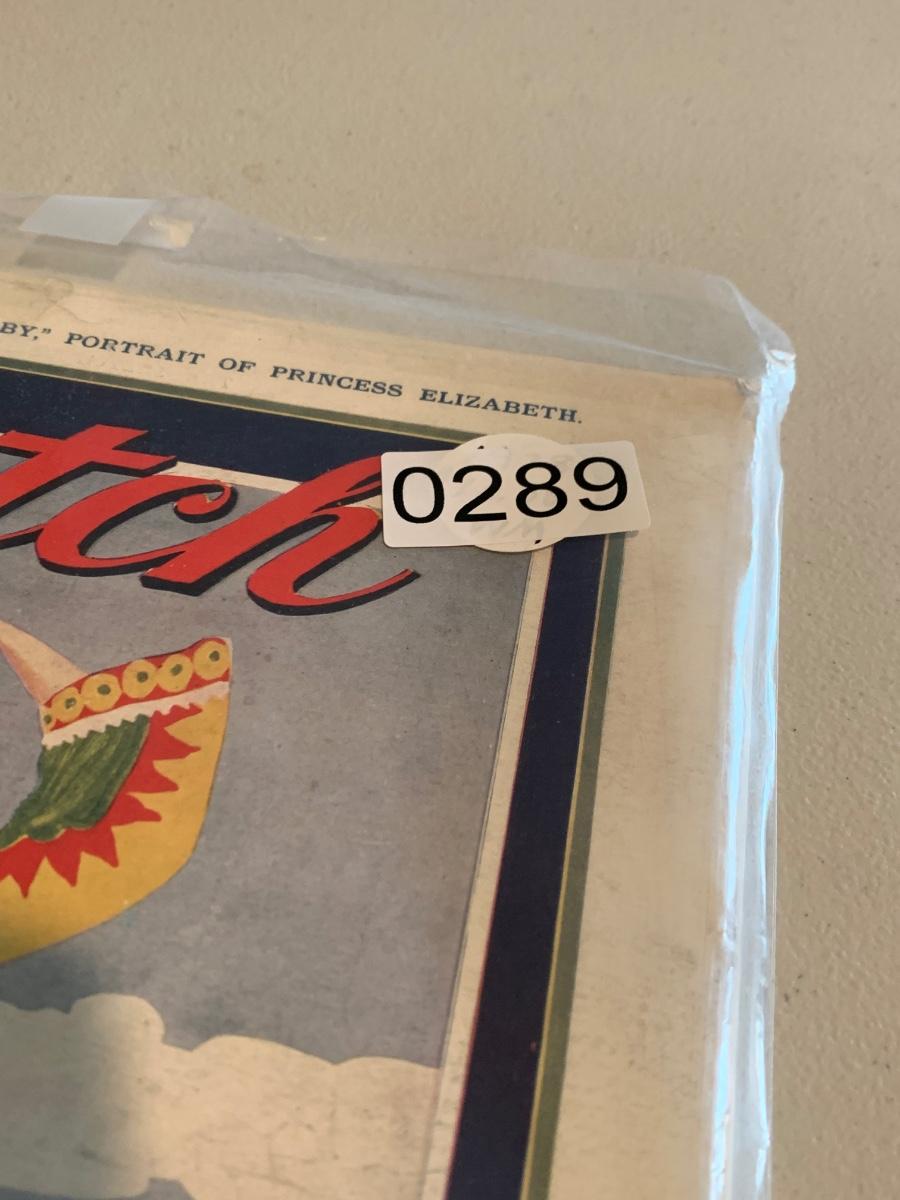 BY,” PORTRAIT OF PRINCESS ELIZABETH.
tch
0289